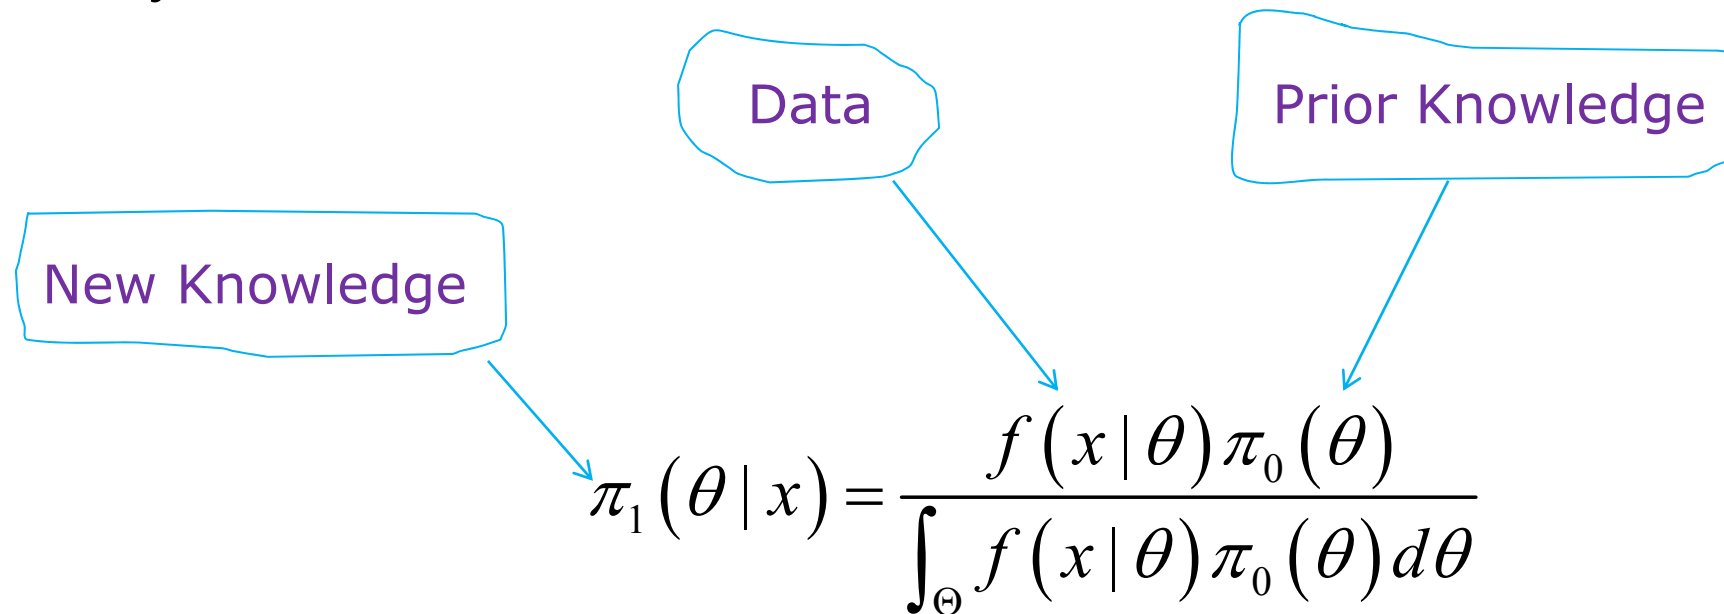 Data
Prior Knowledge
New Knowledge
π₁(θ | x) = f(x | θ) π₀(θ) / ∫_Θ f(x | θ) π₀(θ) dθ